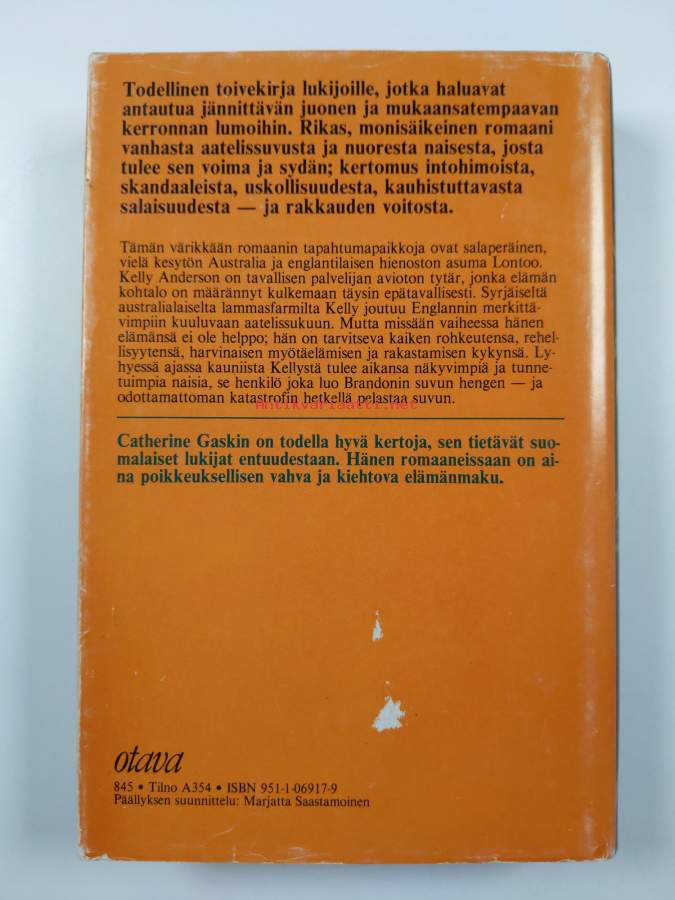 Todellinen toivekirja lukijoille, jotka haluavat
antautua jännittävän juonen ja mukaansatempaavan
kerronnan lumoihin. Rikas, monisäikeinen romaani
vanhasta aatelissuvusta ja nuoresta naisesta, josta
tulee sen voima ja sydän; kertomus intohimoista,
skandaaleista, uskollisuudesta, kauhistuttavasta
salaisuudesta — ja rakkauden voitosta.
Tämän värikkään romaanin tapahtumapaikkoja ovat salaperäinen,
vielä kesytön Australia ja englantilaisen hienoston asuma Lontoo.
Kelly Anderson on tavallisen palvelijan avioton tytär, jonka elämän
kohtalo on määrännyt kulkemaan täysin epätavallisesti. Syrjäiseltä
australialaiselta lammasfarmilta Kelly joutuu Englannin merkittä-
vimpiin kuuluvaan aatelissukuun. Mutta missään vaiheessa hänen
elämänsä ei ole helppo; hän on tarvitseva kaiken rohkeutensa, rehel-
lisyytensä, harvinaisen myötäelämisen ja rakastamisen kykynsä. Ly-
hyessä ajassa kauniista Kellystä tulee aikansa näkyvimpiä ja tunne-
tuimpia naisia, se henkilö joka luo Brandonin suvun hengen — ja
odottamattoman katastrofin hetkellä pelastaa suvun.
Antikvariaatti.net
Catherine Gaskin on todella hyvä kertoja, sen tietävät suo-
malaiset lukijat entuudestaan. Hänen romaaneissaan on ai-
na poikkeuksellisen vahva ja kiehtova elämänmaku.
otava
845 • Tilno A354 • ISBN 951-1-06917-9
Päällyksen suunnittelu: Marjatta Saastamoinen